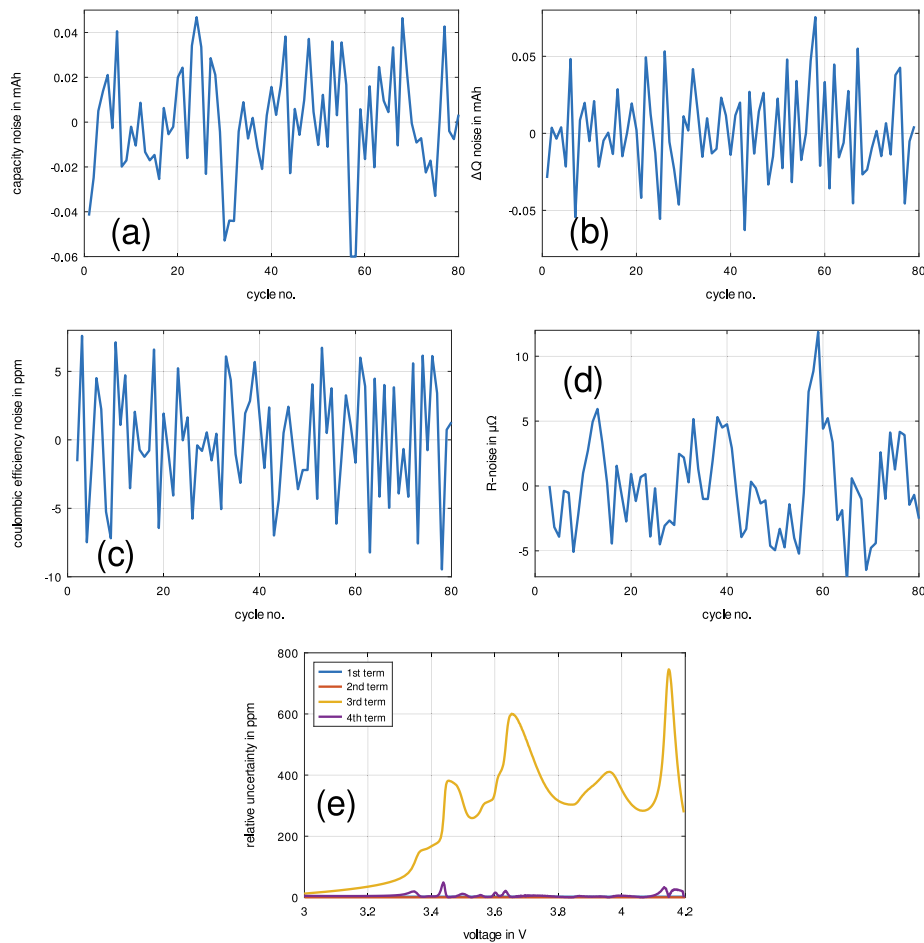 0.04
0.02
0
-0.02
-0.04
-0.06
capacity noise in mAh
(a)
0 20 40 60 80
cycle no.
0.05
0
-0.05
ΔQ noise in mAh
(b)
0 20 40 60 80
cycle no.
5
0
-5
-10
coulombic efficiency noise in ppm
(c)
0 20 40 60 80
cycle no.
10
5
0
-5
R-noise in μΩ
(d)
0 20 40 60 80
cycle no.
800
600
400
200
0
relative uncertainty in ppm
1st term
2nd term
3rd term
4th term
(e)
3 3.2 3.4 3.6 3.8 4 4.2
voltage in V